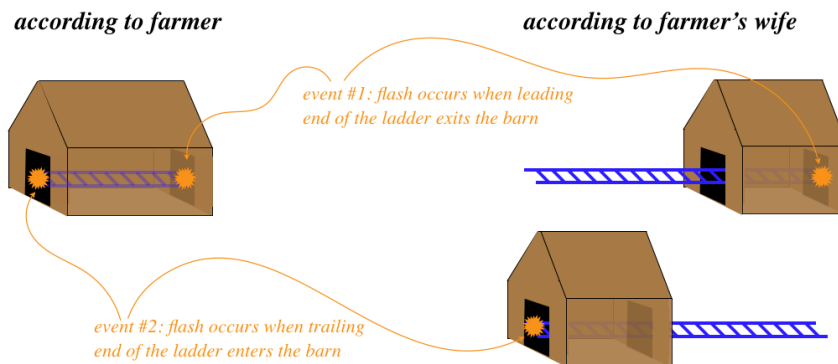 according to farmer
according to farmer's wife
event #1: flash occurs when leading
end of the ladder exits the barn
event #2: flash occurs when trailing
end of the ladder enters the barn